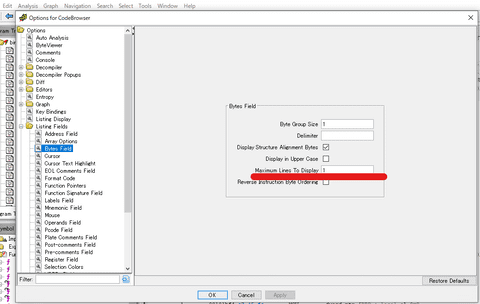 Edit Analysis Graph Navigation Search Select Tools Window Help
Options for CodeBrowser
Options
Auto Analysis
ByteViewer
Comments
Console
Decompiler
Decompiler Popups
Diff
Editors
Entropy
Graph
Key Bindings
Listing Display
Listing Fields
Address Field
Array Options
Bytes Field
Cursor
Cursor Text Highlight
EOL Comments Field
Format Code
Function Pointers
Function Signature Field
Labels Field
Mnemonic Field
Mouse
Operands Field
Pcode Field
Plate Comments Field
Post-comments Field
Pre-comments Field
Register Field
Selection Colors
Filter:
Bytes Field
Byte Group Size 1
Delimiter
Display Structure Alignment Bytes
Display in Upper Case
Maximum Lines To Display 1
Reverse Instruction Byte Ordering
Restore Defaults
OK Cancel Apply